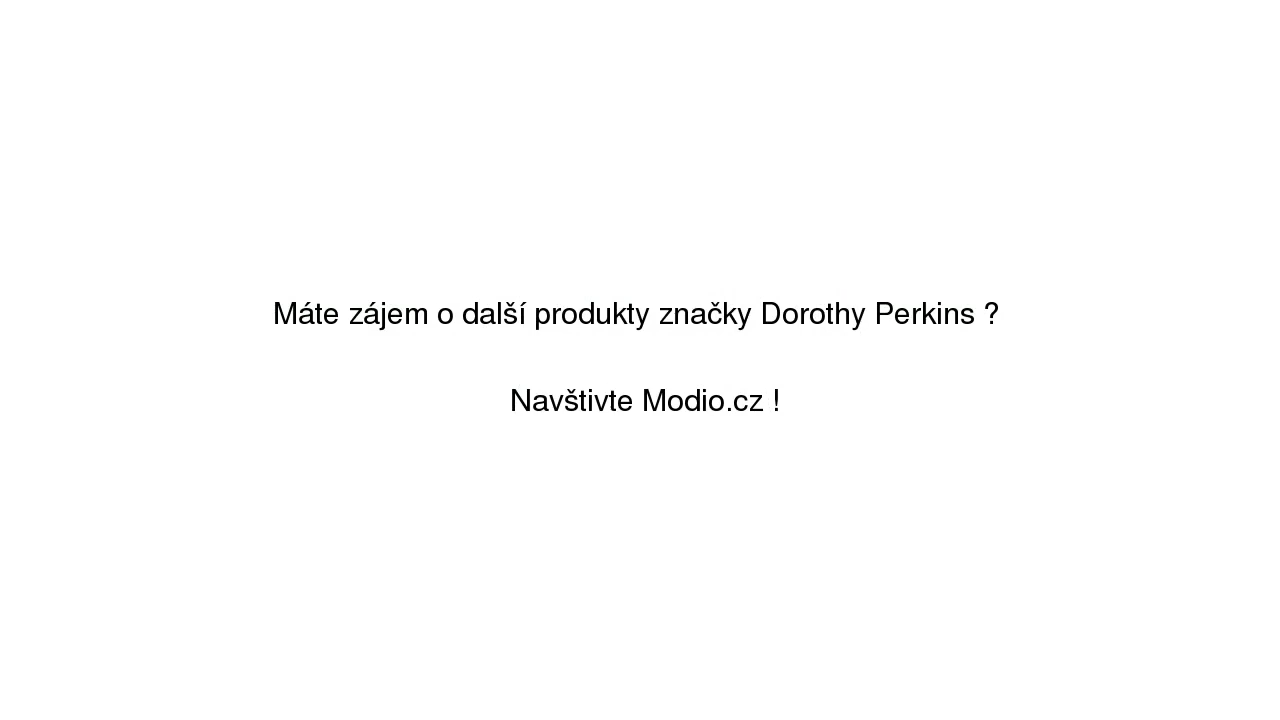 Máte zájem o další produkty značky Dorothy Perkins ?
Navštivte Modio.cz !